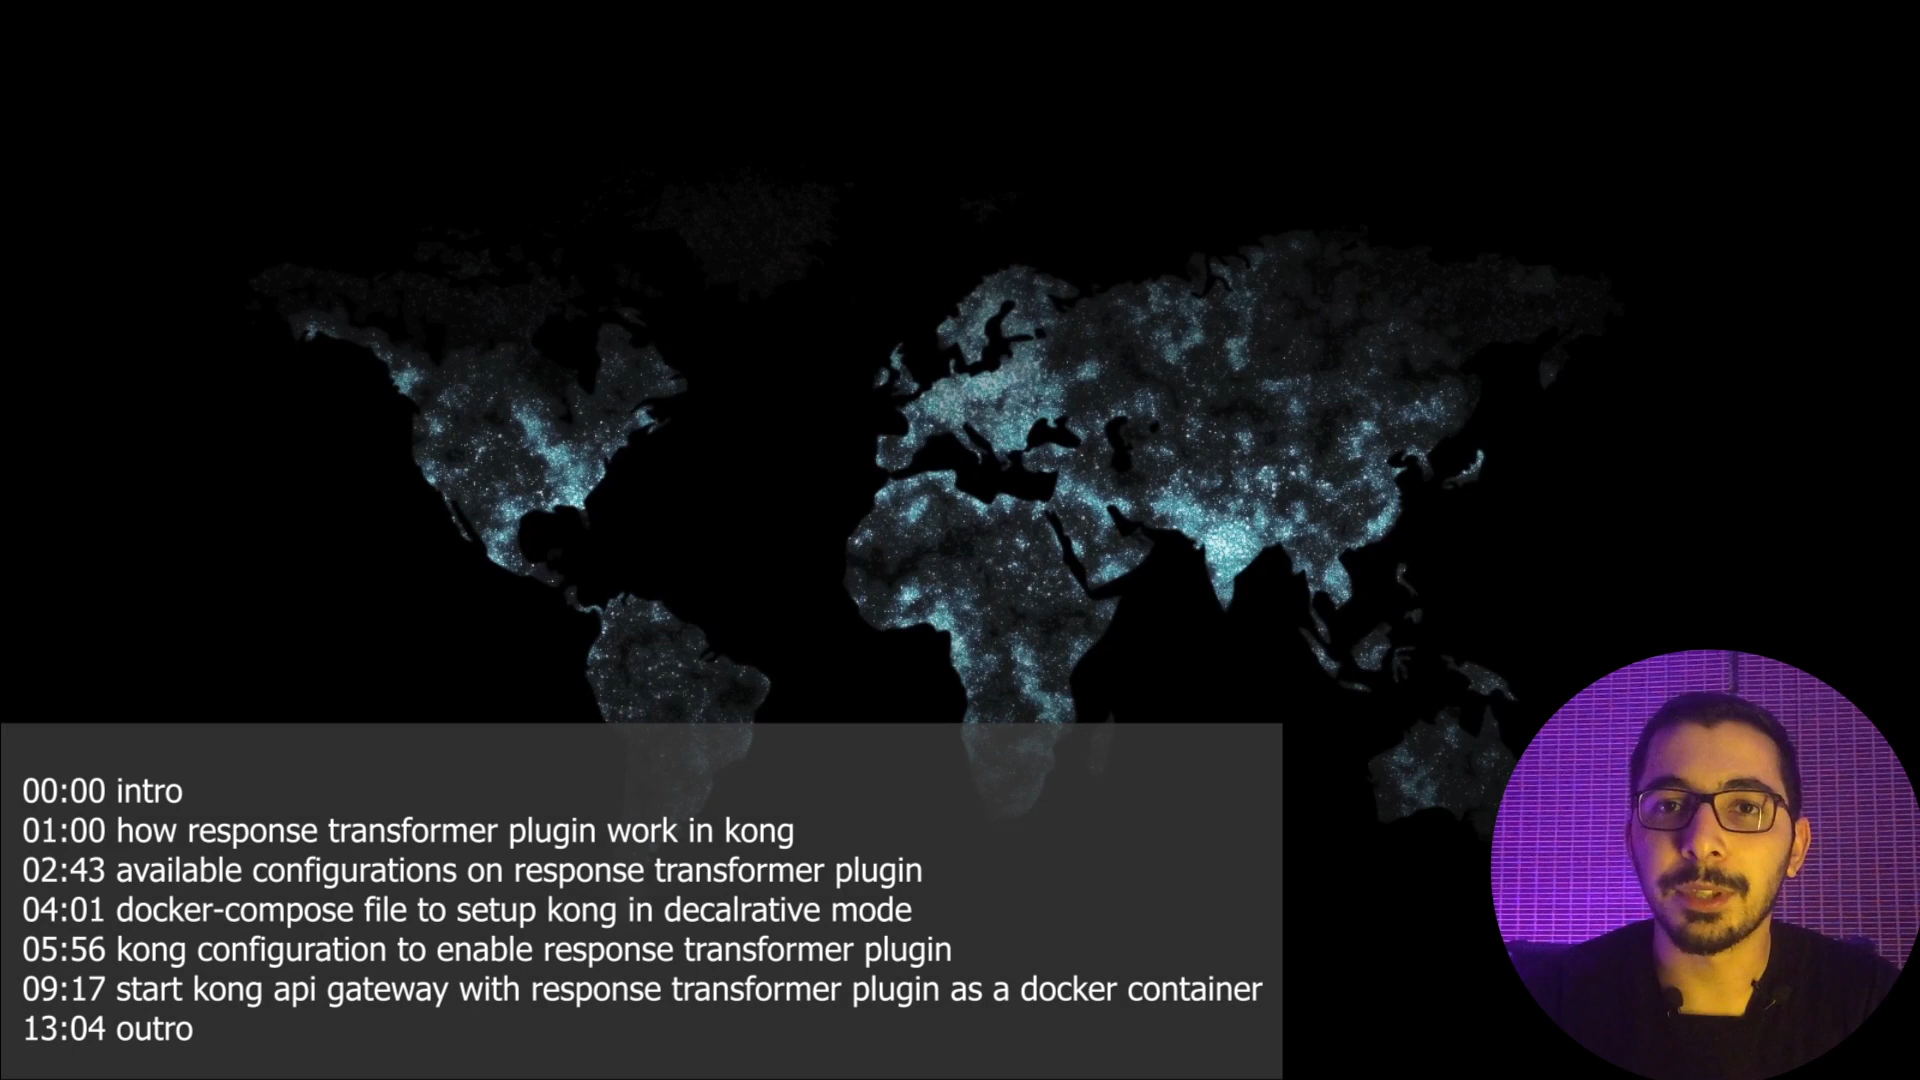 00:00 intro
01:00 how response transformer plugin work in kong
02:43 available configurations on response transformer plugin
04:01 docker-compose file to setup kong in decalrative mode
05:56 kong configuration to enable response transformer plugin
09:17 start kong api gateway with response transformer plugin as a docker container
13:04 outro